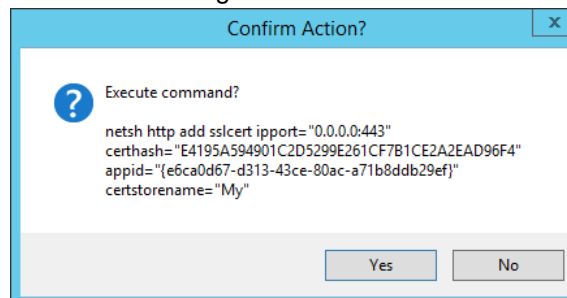 Confirm Action?
x
Execute command?
netsh http add sslcert ipport="0.0.0.0:443"
certhash="E4195A594901C2D5299E261CF7B1CE2A2EAD96F4"
appid="{e6ca0d67-d313-43ce-80ac-a71b8ddb29ef}"
certstorename="My"
Yes
No